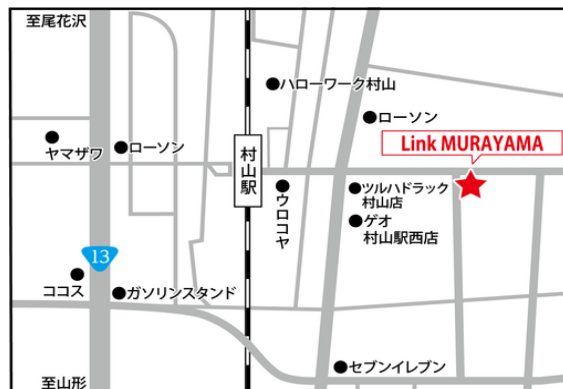 至尾花沢
ハローワーク村山
ローソン
Link MURAYAMA
ヤマザワ
ローソン
村山駅
ウロコヤ
ツルハドラック
村山店
ゲオ
村山駅西店
13
ココス
ガソリンスタンド
セブンイレブン
至山形